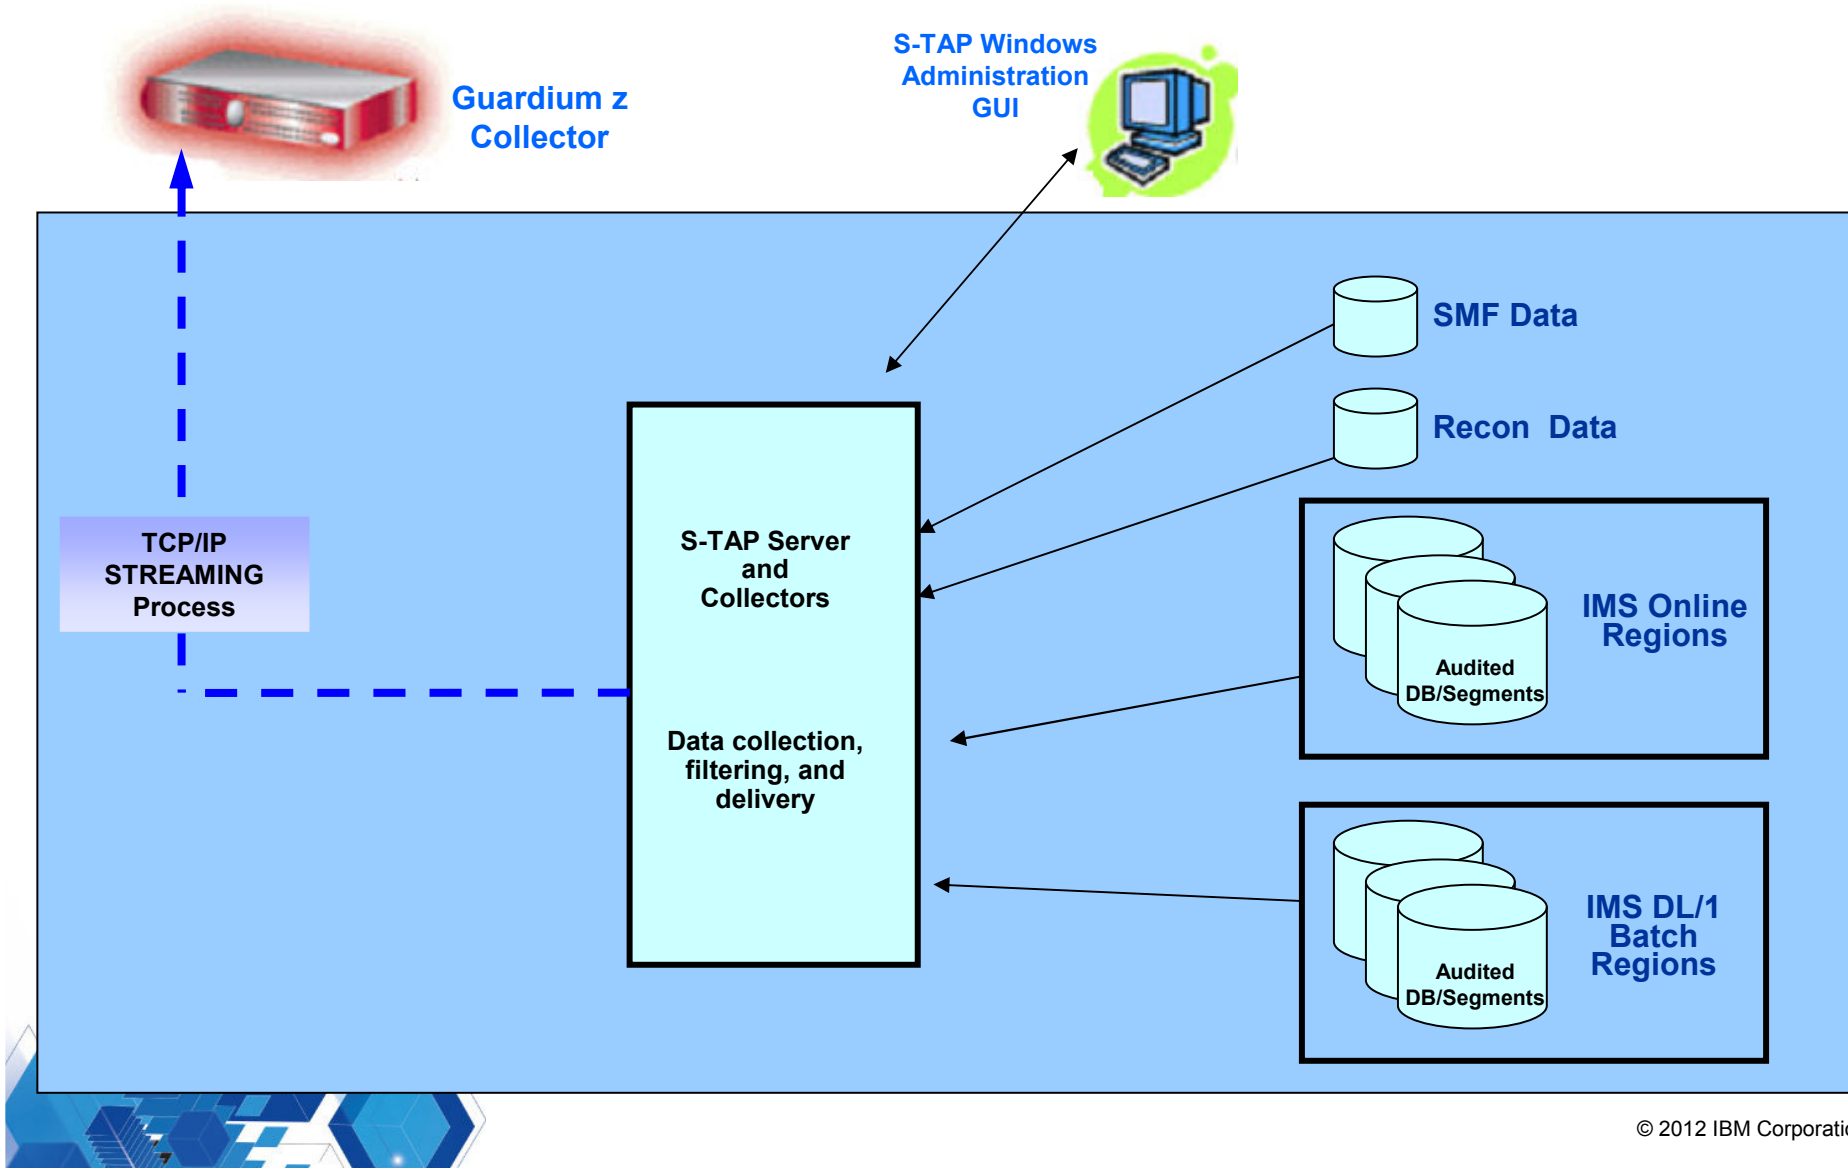 S-TAP Windows
Administration
GUI
Guardium z
Collector
SMF Data
Recon Data
TCP/IP
STREAMING
Process
S-TAP Server
and
Collectors
Data collection,
filtering, and
delivery
IMS Online
Regions
Audited
DB/Segments
IMS DL/1
Batch
Regions
Audited
DB/Segments
© 2012 IBM Corporatio